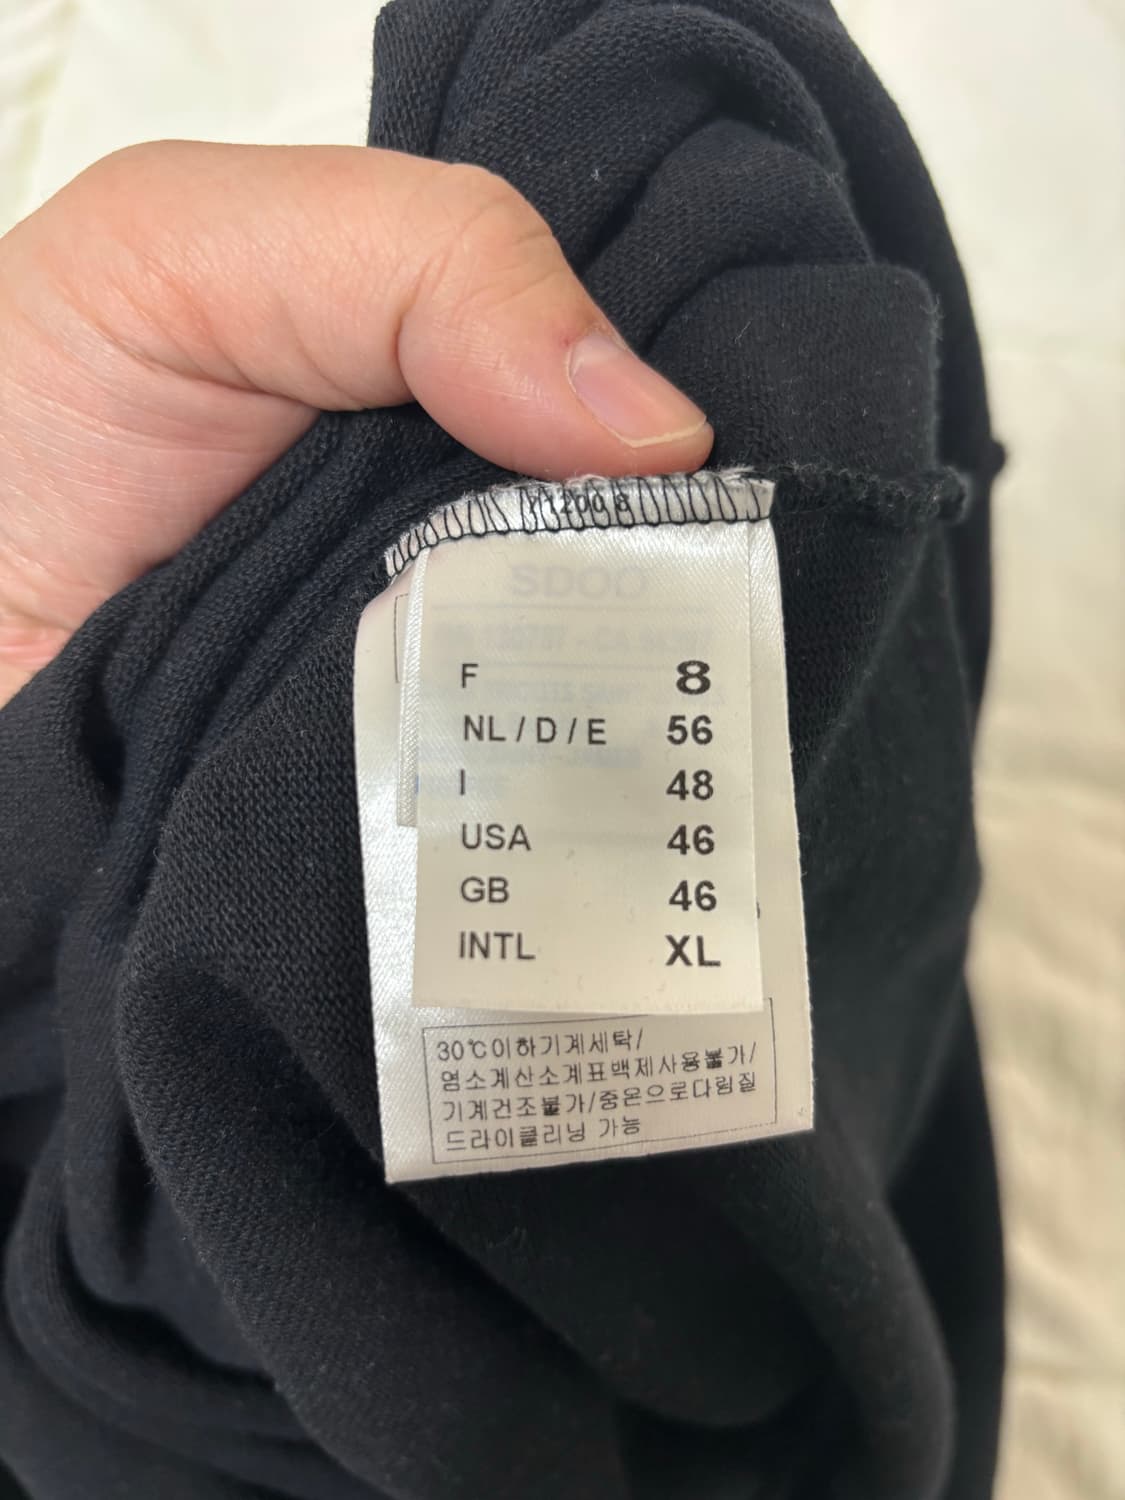 F 8
NL / D / E 56
I 48
USA 46
GB 46
INTL XL
30℃이하기계세탁/
염소계산소계표백제사용불가/
기계건조불가/중온으로다림질
드라이클리닝 가능